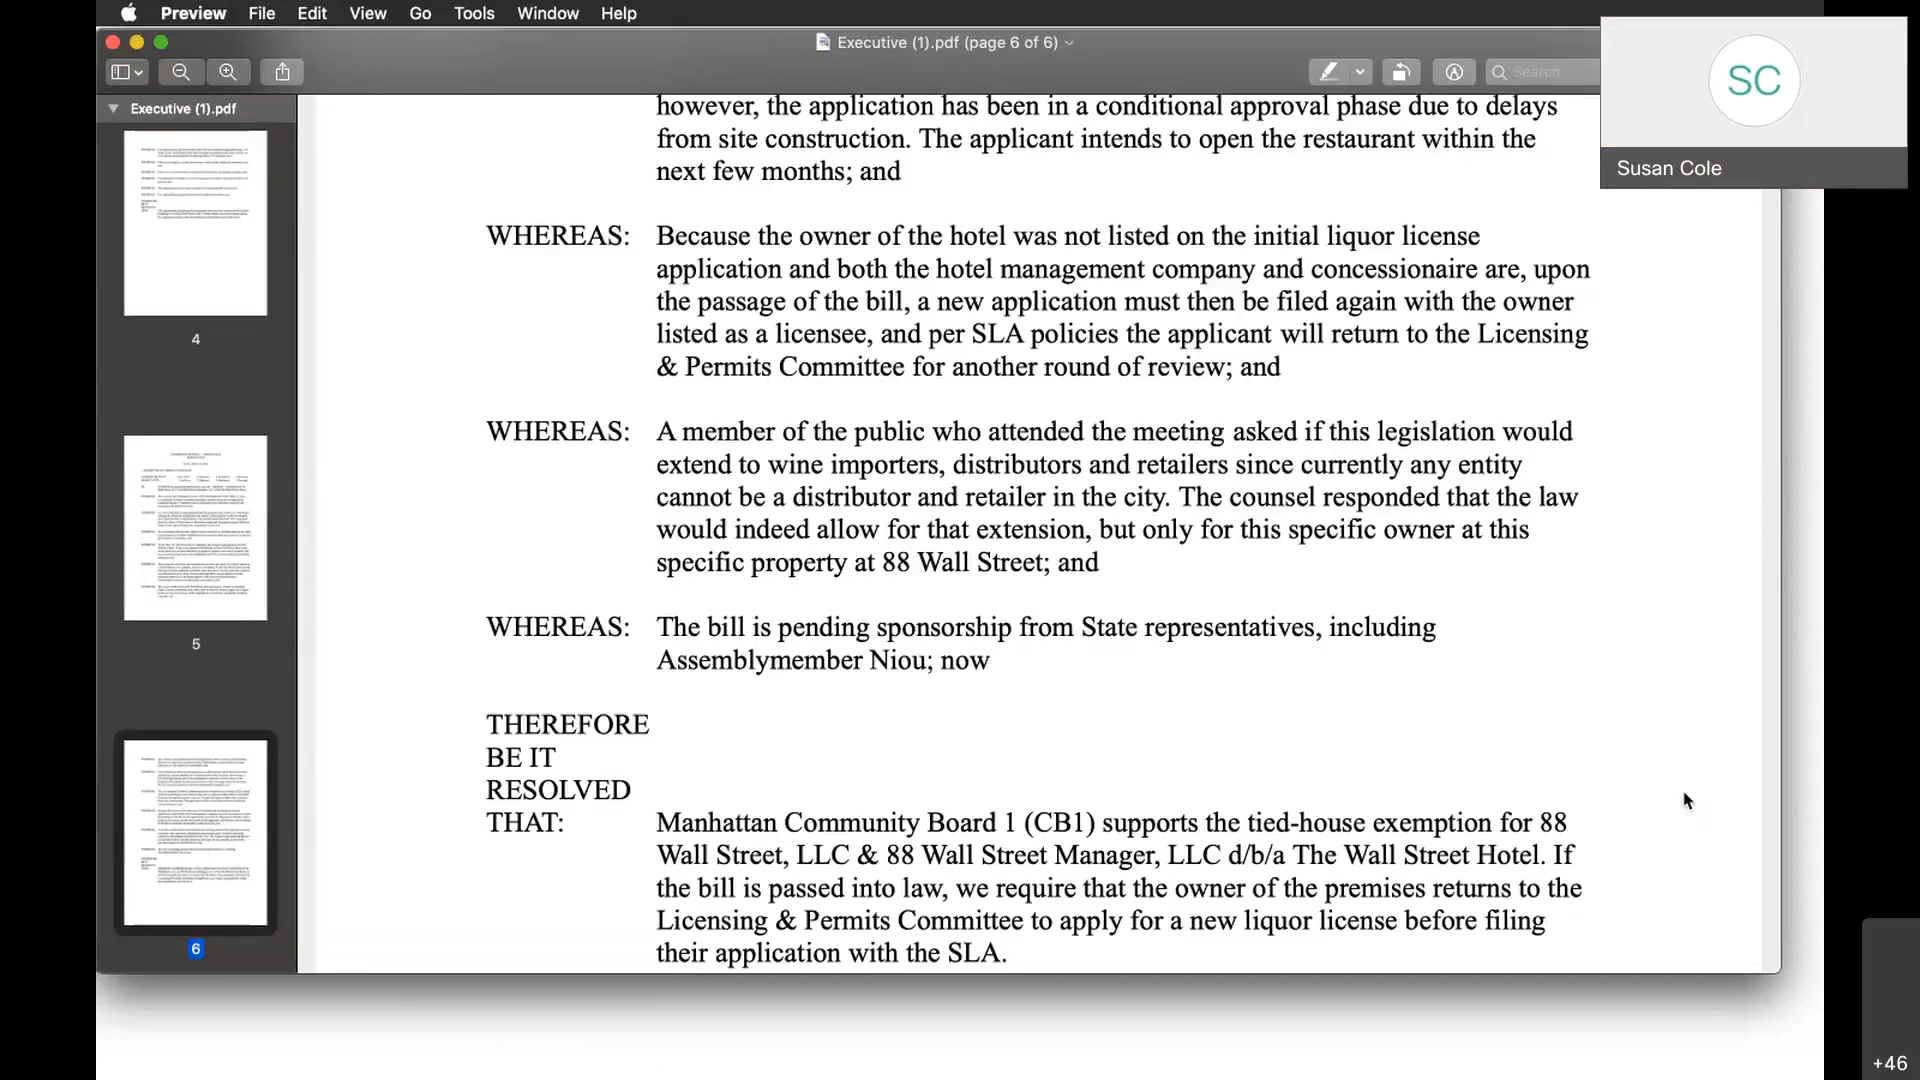 Preview File Edit View Go Tools Window Help
Executive (1).pdf (page 6 of 6)
Search
SC
Susan Cole
Executive (1).pdf
4
5
6
however, the application has been in a conditional approval phase due to delays
from site construction. The applicant intends to open the restaurant within the
next few months; and
WHEREAS: Because the owner of the hotel was not listed on the initial liquor license
application and both the hotel management company and concessionaire are, upon
the passage of the bill, a new application must then be filed again with the owner
listed as a licensee, and per SLA policies the applicant will return to the Licensing
& Permits Committee for another round of review; and
WHEREAS: A member of the public who attended the meeting asked if this legislation would
extend to wine importers, distributors and retailers since currently any entity
cannot be a distributor and retailer in the city. The counsel responded that the law
would indeed allow for that extension, but only for this specific owner at this
specific property at 88 Wall Street; and
WHEREAS: The bill is pending sponsorship from State representatives, including
Assemblymember Niou; now
THEREFORE
BE IT
RESOLVED
THAT: Manhattan Community Board 1 (CB1) supports the tied-house exemption for 88
Wall Street, LLC & 88 Wall Street Manager, LLC d/b/a The Wall Street Hotel. If
the bill is passed into law, we require that the owner of the premises returns to the
Licensing & Permits Committee to apply for a new liquor license before filing
their application with the SLA.
+46